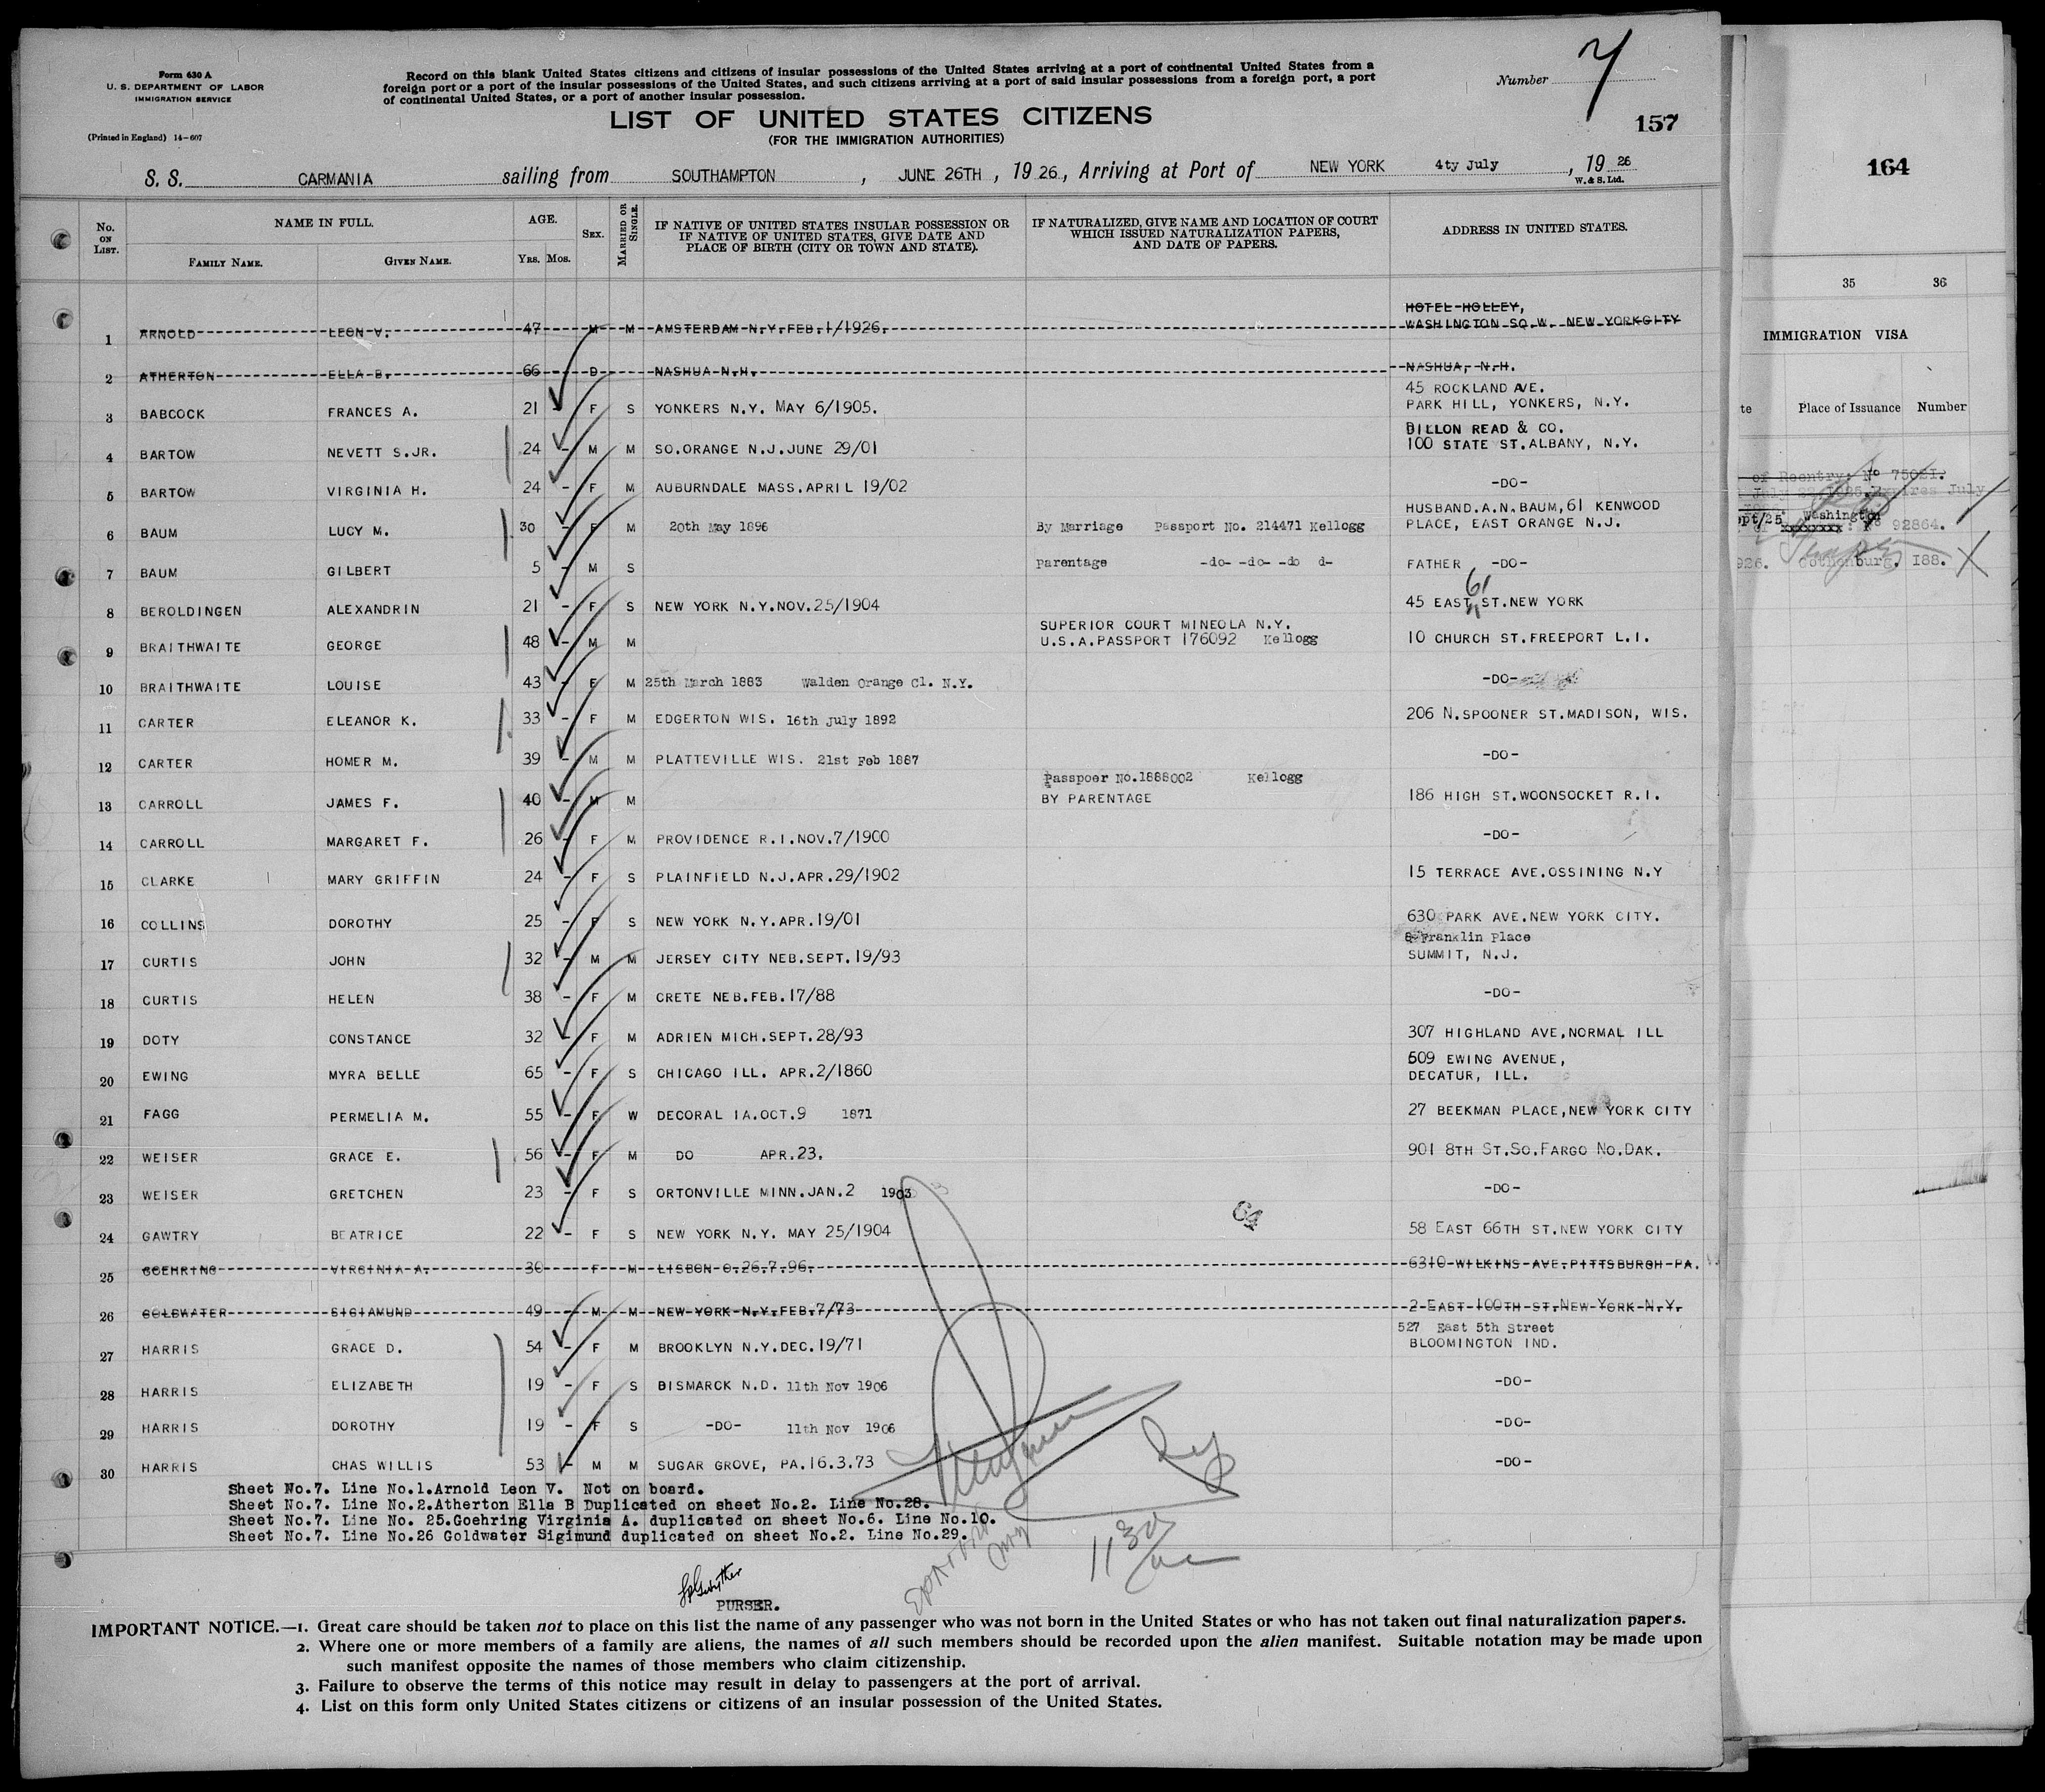 Form 630 A
U. S. DEPARTMENT OF LABOR
IMMIGRATION SERVICE
(Printed in England) 14-607
Record on this blank United States citizens and citizens of insular possessions of the United States arriving at a port of continental United States from a
foreign port or a port of the insular possessions of the United States, and such citizens arriving at a port of said insular possessions from a foreign port, a port
of continental United States, or a port of another insular possession.
Number 7
LIST OF UNITED STATES CITIZENS
(FOR THE IMMIGRATION AUTHORITIES)
157
S. S. CARMANIA sailing from SOUTHAMPTON, JUNE 26TH, 1926, Arriving at Port of NEW YORK 4ty July, 1926
W. & S. Ltd.
No. ON LIST. NAME IN FULL. FAMILY NAME. GIVEN NAME. AGE. YRS. MOS. SEX. MARRIED OR SINGLE. IF NATIVE OF UNITED STATES INSULAR POSSESSION OR IF NATIVE OF UNITED STATES, GIVE DATE AND PLACE OF BIRTH (CITY OR TOWN AND STATE). IF NATURALIZED, GIVE NAME AND LOCATION OF COURT WHICH ISSUED NATURALIZATION PAPERS, AND DATE OF PAPERS. ADDRESS IN UNITED STATES.
HOTEL HOLLEY,
1 ARNOLD LEON V. 47 M M AMSTERDAM N.Y.FEB.1/1926. WASHINGTON SQ.W. NEW YORKCITY
2 ATHERTON ELLA B. 66 D NASHUA N.H. NASHUA, N.H.
45 ROCKLAND AVE.
3 BABCOCK FRANCES A. 21 - F S YONKERS N.Y. MAY 6/1905. PARK HILL, YONKERS, N.Y.
DILLON READ & CO.
4 BARTOW NEVETT S.JR. 24 - M M SO.ORANGE N.J.JUNE 29/01 100 STATE ST.ALBANY, N.Y.
5 BARTOW VIRGINIA H. 24 - F M AUBURNDALE MASS.APRIL 19/02 -DO-
HUSBAND.A.N.BAUM,61 KENWOOD
6 BAUM LUCY M. 30 - F M 20th May 1896 By Marriage Passport No. 214471 Kellogg PLACE, EAST ORANGE N.J.
7 BAUM GILBERT 5 - M S parentage -do- -do- -do d- FATHER -DO-
61
8 BEROLDINGEN ALEXANDRIN 21 - F S NEW YORK N.Y.NOV.25/1904 45 EAST ST.NEW YORK
SUPERIOR COURT MINEOLA N.Y.
9 BRAITHWAITE GEORGE 48 - M M U.S.A.PASSPORT 176092 Kellogg 10 CHURCH ST.FREEPORT L.I.
10 BRAITHWAITE LOUISE 43 - F M 25th March 1883 Walden Orange Cl. N.Y. -DO-
11 CARTER ELEANOR K. 33 - F M EDGERTON WIS. 16th July 1892 206 N.SPOONER ST.MADISON, WIS.
12 CARTER HOMER M. 39 - M M PLATTEVILLE WIS. 21st Feb 1887 -DO-
Passpoer No.1888002 Kellogg
13 CARROLL JAMES F. 40 - M M BY PARENTAGE 186 HIGH ST.WOONSOCKET R.I.
14 CARROLL MARGARET F. 26 - F M PROVIDENCE R.I.NOV.7/1900 -DO-
15 CLARKE MARY GRIFFIN 24 - F S PLAINFIELD N.J.APR.29/1902 15 TERRACE AVE.OSSINING N.Y
16 COLLINS DOROTHY 25 - F S NEW YORK N.Y.APR.19/01 630 PARK AVE.NEW YORK CITY.
8 Franklin Place
17 CURTIS JOHN 32 - M M JERSEY CITY NEB.SEPT.19/93 SUMMIT, N.J.
18 CURTIS HELEN 38 - F M CRETE NEB.FEB.17/88 -DO-
19 DOTY CONSTANCE 32 - F M ADRIEN MICH.SEPT.28/93 307 HIGHLAND AVE,NORMAL ILL
509 EWING AVENUE,
20 EWING MYRA BELLE 65 - F S CHICAGO ILL. APR.2/1860 DECATUR, ILL.
21 FAGG PERMELIA M. 55 - F W DECORAL IA.OCT.9 1871 27 BEEKMAN PLACE,NEW YORK CITY
22 WEISER GRACE E. 56 - F M DO APR.23. 901 8TH ST.SO.FARGO NO.DAK.
23 WEISER GRETCHEN 23 - F S ORTONVILLE MINN.JAN.2 1903 -DO-
64
24 GAWTRY BEATRICE 22 - F S NEW YORK N.Y. MAY 25/1904 58 EAST 66TH ST.NEW YORK CITY
25 GOEHRING VIRGINIA A. 30 F M LISBON O.26.7.96. 6310 WILKINS AVE.PITTSBURGH PA.
26 GOLDWATER SIGIAMUND 49 M M NEW YORK N.Y.FEB.7/73 2 EAST 100TH ST.NEW YORK N.Y.
527 East 5th Street
27 HARRIS GRACE D. 54 - F M BROOKLYN N.Y.DEC.19/71 BLOOMINGTON IND.
28 HARRIS ELIZABETH 19 - F S BISMARCK N.D. 11th Nov 1906 -DO-
29 HARRIS DOROTHY 19 - F S -DO- 11th Nov 1906 -DO-
30 HARRIS CHAS WILLIS 53 - M M SUGAR GROVE, PA.16.3.73 -DO-
Sheet No.7. Line No.1.Arnold Leon V. Not on board.
Sheet No.7. Line No.2.Atherton Ella B Duplicated on sheet No.2. Line No.28.
Sheet No.7. Line No. 25.Goehring Virginia A. duplicated on sheet No.6. Line No.10.
Sheet No.7. Line No.26 Goldwater Sigimund duplicated on sheet No.2. Line No.29.
11 30
PURSER.
IMPORTANT NOTICE.—1. Great care should be taken not to place on this list the name of any passenger who was not born in the United States or who has not taken out final naturalization papers.
2. Where one or more members of a family are aliens, the names of all such members should be recorded upon the alien manifest. Suitable notation may be made upon
such manifest opposite the names of those members who claim citizenship.
3. Failure to observe the terms of this notice may result in delay to passengers at the port of arrival.
4. List on this form only United States citizens or citizens of an insular possession of the United States.
164
35 36
IMMIGRATION VISA
te Place of Issuance Number
of Reentry: No 75021.
July
Washington
92864.
926. Gothenburg. 188.